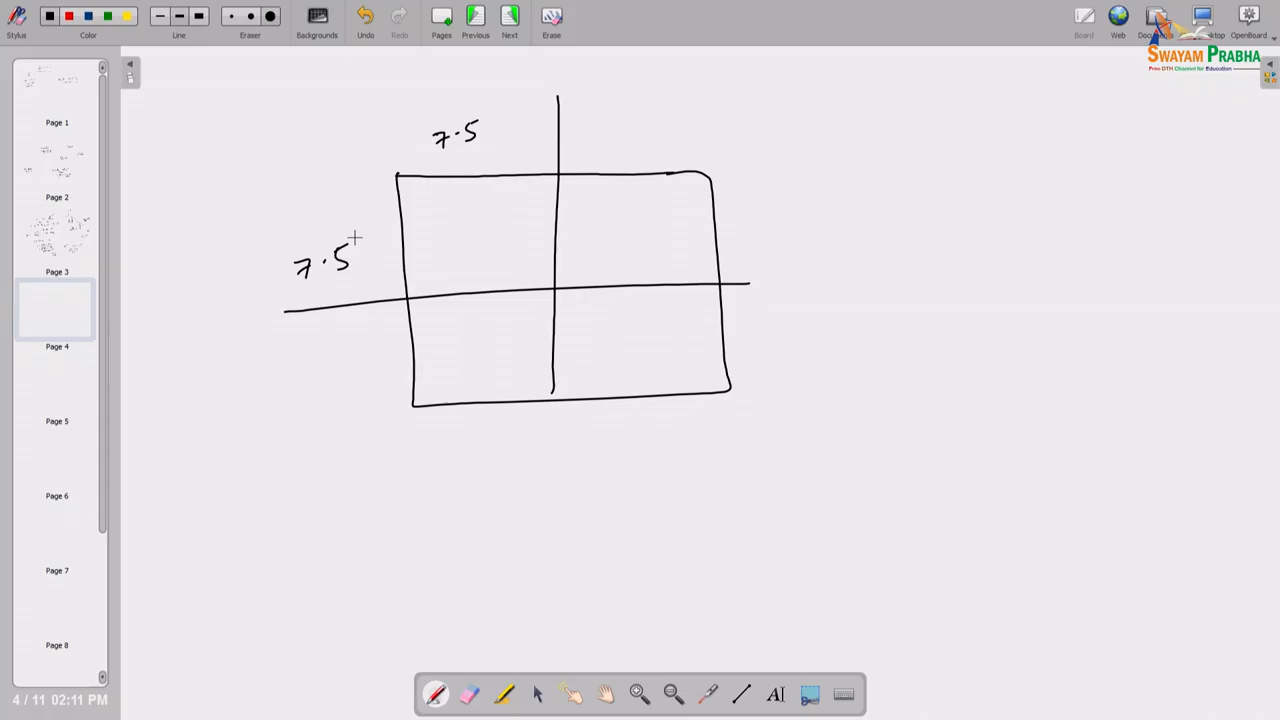 Stylus Color Line Eraser Backgrounds Undo Redo Pages Previous Next Erase Board Web Desktop OpenBoard
SWAYAM PRABHA
Free DTH Channel for Education
Page 1
Page 2
Page 3
Page 4
Page 5
Page 6
Page 7
Page 8
4 / 11 02:11 PM
7.5
7.5
AI